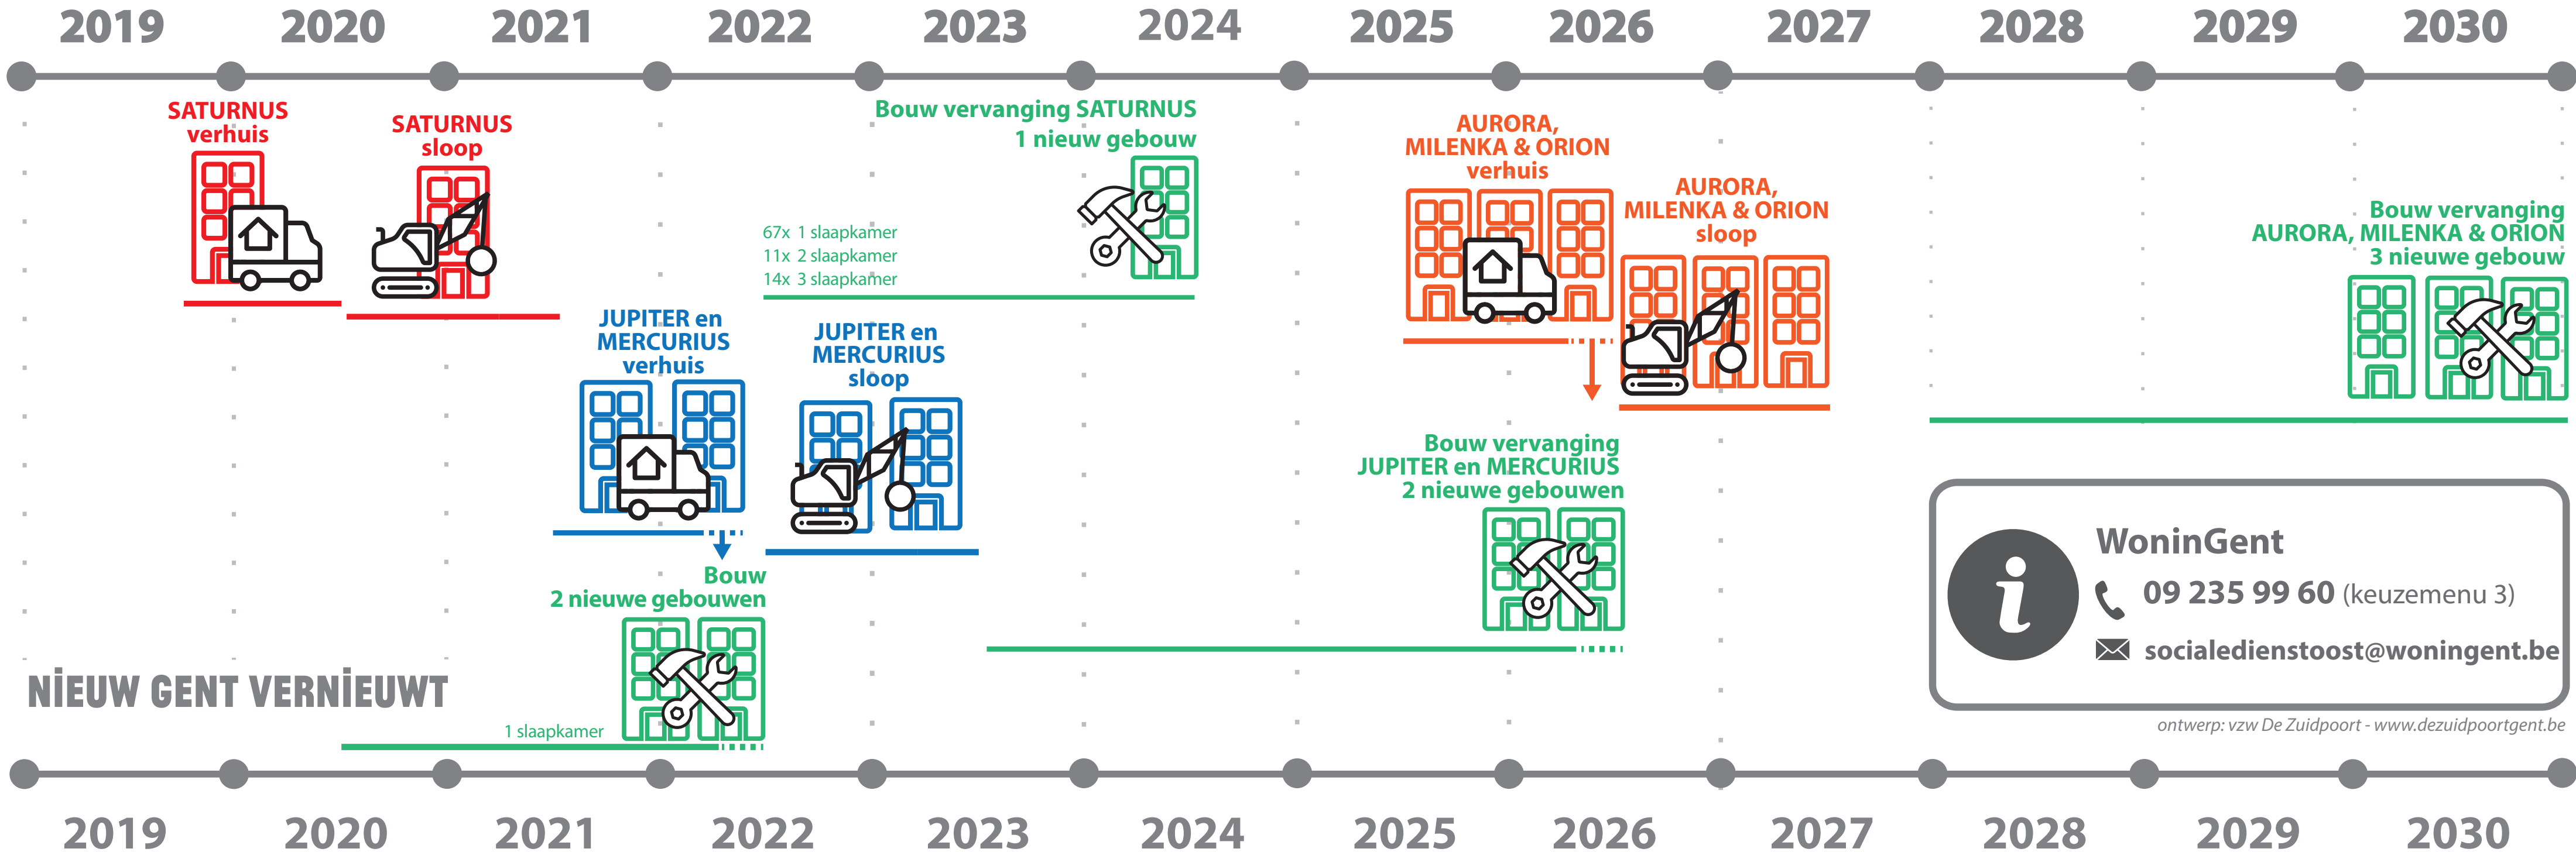 2019 2020 2021 2022 2023 2024 2025 2026 2027 2028 2029 2030
SATURNUS
verhuis
SATURNUS
sloop
Bouw vervanging SATURNUS
1 nieuw gebouw
67x 1 slaapkamer
11x 2 slaapkamer
14x 3 slaapkamer
AURORA,
MILENKA & ORION
verhuis
AURORA,
MILENKA & ORION
sloop
Bouw vervanging
AURORA, MILENKA & ORION
3 nieuwe gebouw
JUPITER en
MERCURIUS
verhuis
JUPITER en
MERCURIUS
sloop
Bouw vervanging
JUPITER en MERCURIUS
2 nieuwe gebouwen
Bouw
2 nieuwe gebouwen
1 slaapkamer
WoninGent
09 235 99 60 (keuzemenu 3)
socialedienstoost@woningent.be
NİEUW GENT VERNİEUWT
ontwerp: vzw De Zuidpoort - www.dezuidpoortgent.be
2019 2020 2021 2022 2023 2024 2025 2026 2027 2028 2029 2030